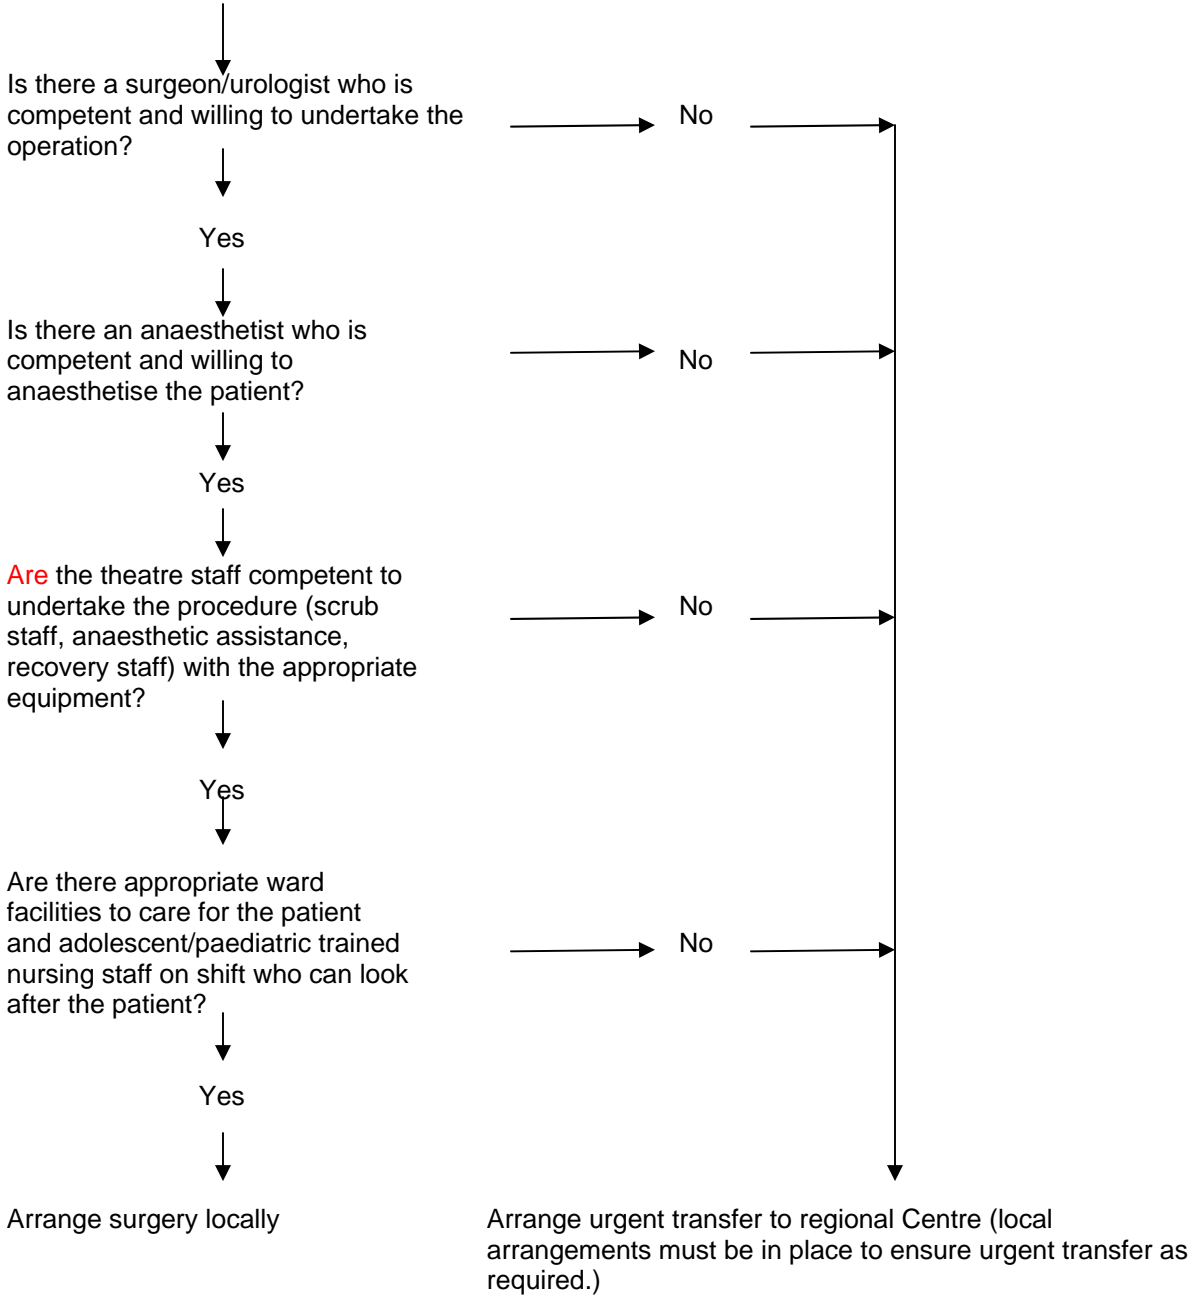 Is there a surgeon/urologist who is
competent and willing to undertake the
operation?
No
Yes
Is there an anaesthetist who is
competent and willing to
anaesthetise the patient?
No
Yes
Are the theatre staff competent to
undertake the procedure (scrub
staff, anaesthetic assistance,
recovery staff) with the appropriate
equipment?
No
Yes
Are there appropriate ward
facilities to care for the patient
and adolescent/paediatric trained
nursing staff on shift who can look
after the patient?
No
Yes
Arrange surgery locally
Arrange urgent transfer to regional Centre (local
arrangements must be in place to ensure urgent transfer as
required.)